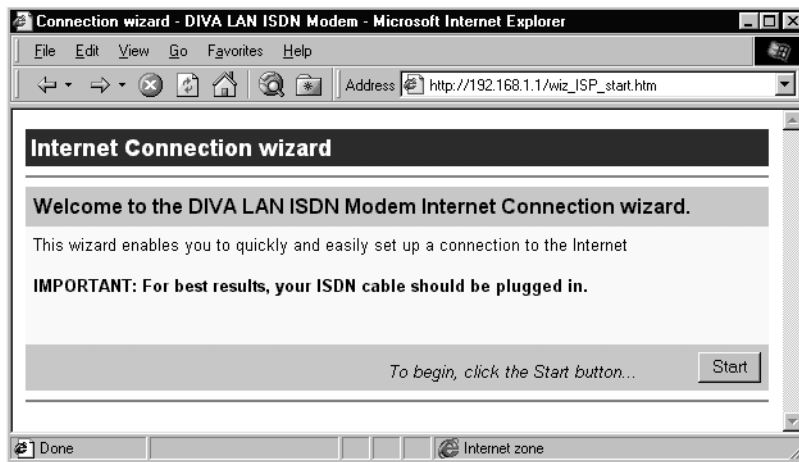 Connection wizard - DIVA LAN ISDN Modem - Microsoft Internet Explorer
File Edit View Go Favorites Help
Address http://192.168.1.1/wiz_ISP_start.htm
Internet Connection wizard
Welcome to the DIVA LAN ISDN Modem Internet Connection wizard.
This wizard enables you to quickly and easily set up a connection to the Internet
IMPORTANT: For best results, your ISDN cable should be plugged in.
To begin, click the Start button...
Start
Done
Internet zone